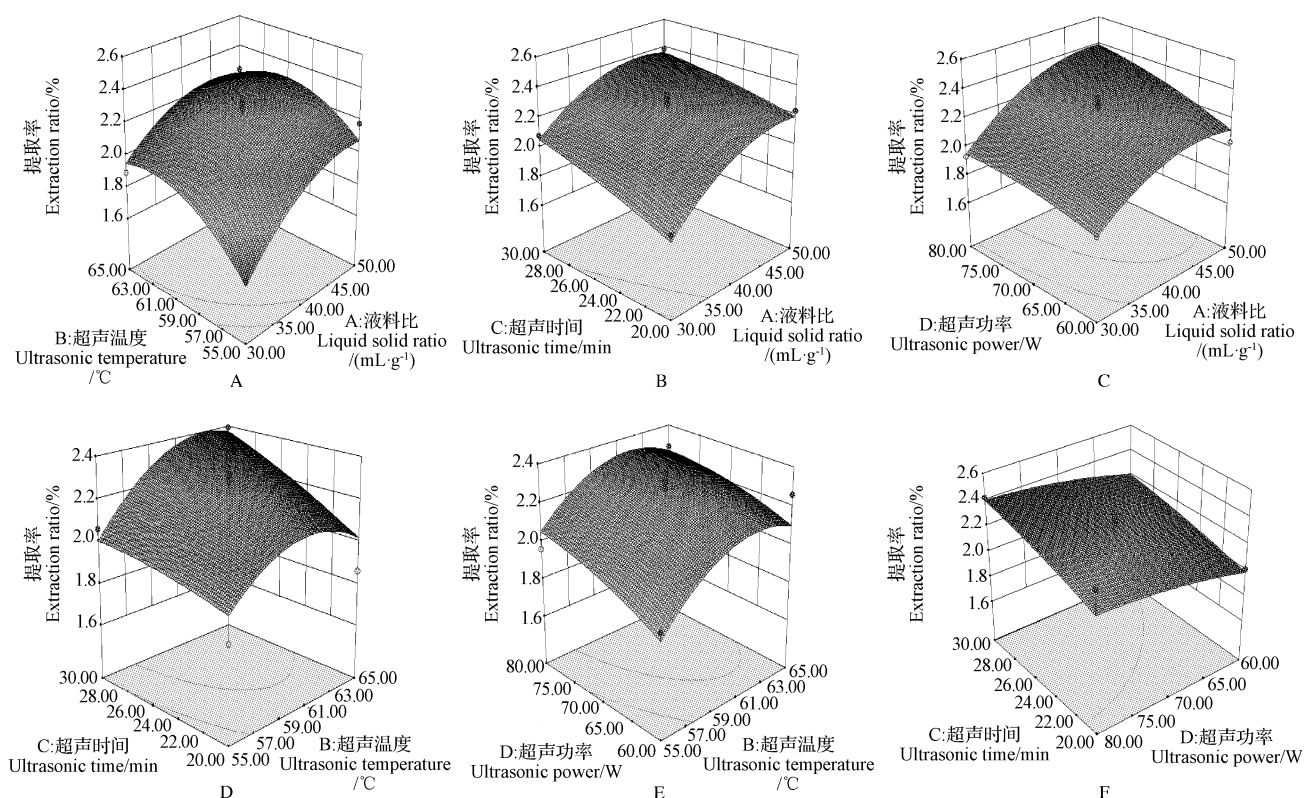 2.6
2.4
2.2
2.0
1.8
1.6
提取率
Extraction ratio/%
65.00
63.00
61.00
59.00
57.00
55.00
B:超声温度
Ultrasonic temperature
/℃
50.00
45.00
40.00
35.00
30.00
A:液料比
Liquid solid ratio
/(mL·g⁻¹)
A
2.6
2.4
2.2
2.0
1.8
1.6
提取率
Extraction ratio/%
30.00
28.00
26.00
24.00
22.00
20.00
C:超声时间
Ultrasonic time/min
50.00
45.00
40.00
35.00
30.00
A:液料比
Liquid solid ratio
/(mL·g⁻¹)
B
2.6
2.4
2.2
2.0
1.8
1.6
提取率
Extraction ratio/%
80.00
75.00
70.00
65.00
60.00
D:超声功率
Ultrasonic power/W
50.00
45.00
40.00
35.00
30.00
A:液料比
Liquid solid ratio
/(mL·g⁻¹)
C
2.4
2.2
2.0
1.8
1.6
提取率
Extraction ratio/%
30.00
28.00
26.00
24.00
22.00
20.00
C:超声时间
Ultrasonic time/min
65.00
63.00
61.00
59.00
57.00
55.00
B:超声温度
Ultrasonic temperature
/℃
D
2.4
2.2
2.0
1.8
1.6
提取率
Extraction ratio/%
80.00
75.00
70.00
65.00
60.00
D:超声功率
Ultrasonic power/W
65.00
63.00
61.00
59.00
57.00
55.00
B:超声温度
Ultrasonic temperature
/℃
E
2.6
2.4
2.2
2.0
1.8
1.6
提取率
Extraction ratio/%
30.00
28.00
26.00
24.00
22.00
20.00
C:超声时间
Ultrasonic time/min
60.00
65.00
70.00
75.00
80.00
D:超声功率
Ultrasonic power/W
F